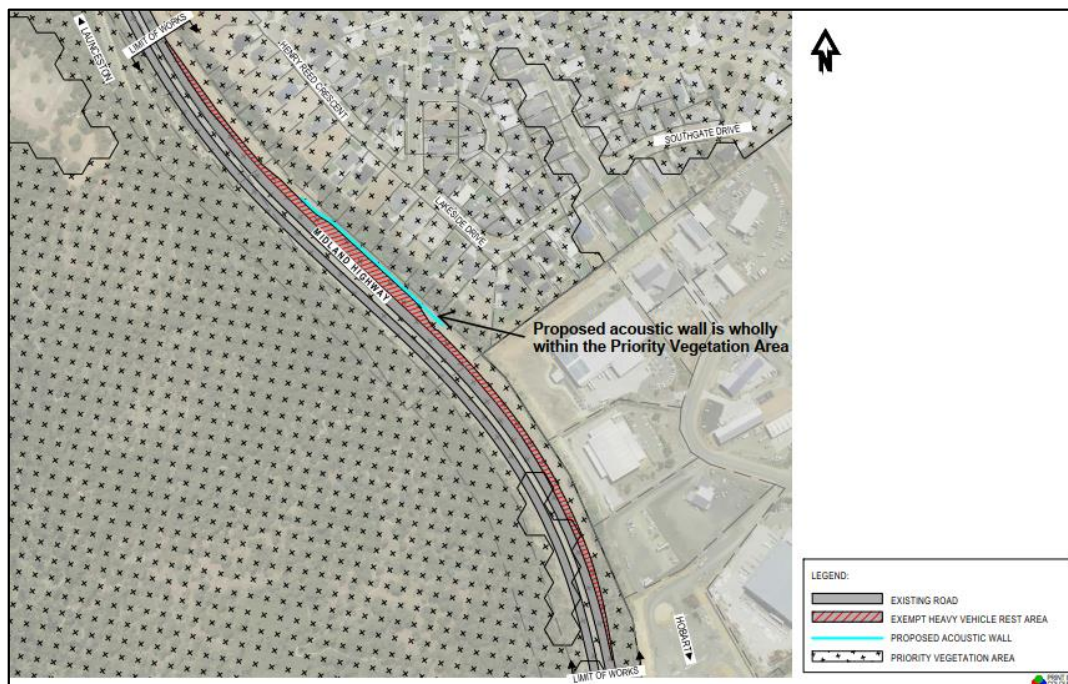 LAUNCESTON
LIMIT OF WORKS
HENRY REED CRESCENT
SOUTHGATE DRIVE
LAKESIDE DRIVE
MIDLAND HIGHWAY
Proposed acoustic wall is wholly
within the Priority Vegetation Area
HOBART
LIMIT OF WORKS
N
LEGEND:
EXISTING ROAD
EXEMPT HEAVY VEHICLE REST AREA
PROPOSED ACOUSTIC WALL
PRIORITY VEGETATION AREA
PRINT